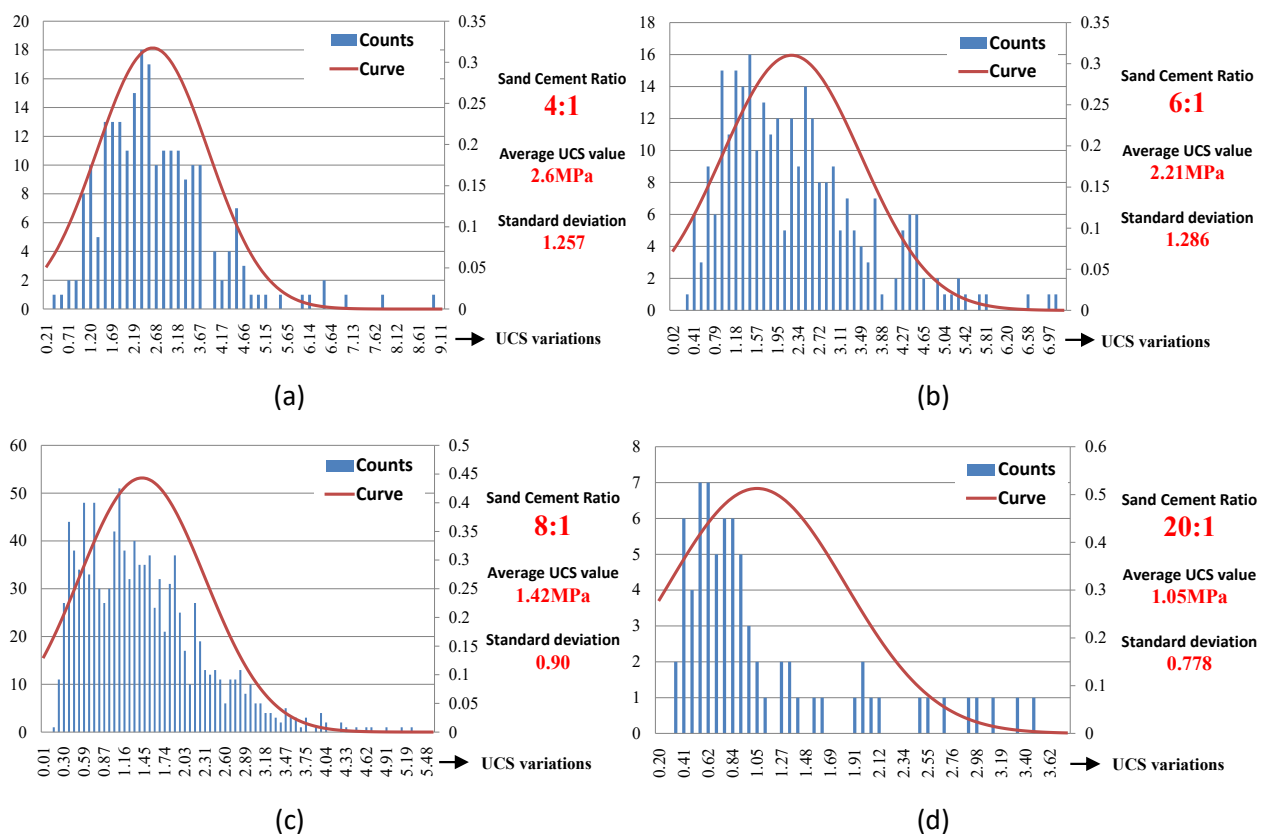 20
18
16
14
12
10
8
6
4
2
0
0.35
0.3
0.25
0.2
0.15
0.1
0.05
0
Counts
Curve
Sand Cement Ratio
4:1
Average UCS value
2.6MPa
Standard deviation
1.257
0.21 0.71 1.20 1.69 2.19 2.68 3.18 3.67 4.17 4.66 5.15 5.65 6.14 6.64 7.13 7.62 8.12 8.61 9.11
UCS variations
(a)
18
16
14
12
10
8
6
4
2
0
0.35
0.3
0.25
0.2
0.15
0.1
0.05
0
Counts
Curve
Sand Cement Ratio
6:1
Average UCS value
2.21MPa
Standard deviation
1.286
0.02 0.41 0.79 1.18 1.57 1.95 2.34 2.72 3.11 3.49 3.88 4.27 4.65 5.04 5.42 5.81 6.20 6.58 6.97
UCS variations
(b)
60
50
40
30
20
10
0
0.5
0.45
0.4
0.35
0.3
0.25
0.2
0.15
0.1
0.05
0
Counts
Curve
Sand Cement Ratio
8:1
Average UCS value
1.42MPa
Standard deviation
0.90
0.01 0.30 0.59 0.87 1.16 1.45 1.74 2.03 2.31 2.60 2.89 3.18 3.47 3.75 4.04 4.33 4.62 4.91 5.19 5.48
UCS variations
(c)
8
7
6
5
4
3
2
1
0
0.6
0.5
0.4
0.3
0.2
0.1
0
Counts
Curve
Sand Cement Ratio
20:1
Average UCS value
1.05MPa
Standard deviation
0.778
0.20 0.41 0.62 0.84 1.05 1.27 1.48 1.69 1.91 2.12 2.34 2.55 2.76 2.98 3.19 3.40 3.62
UCS variations
(d)